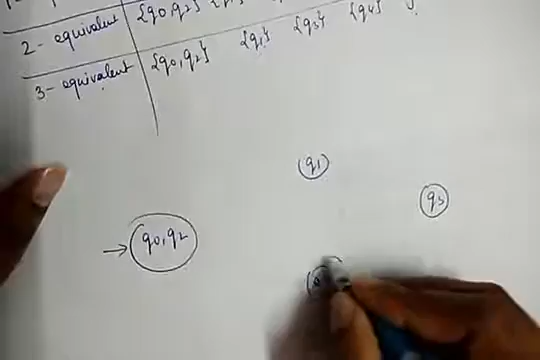 2- equivalent {q0,q2}
3- equivalent {q0,q2} {q1} {q3} {q4}
q1
q3
→ q0,q2